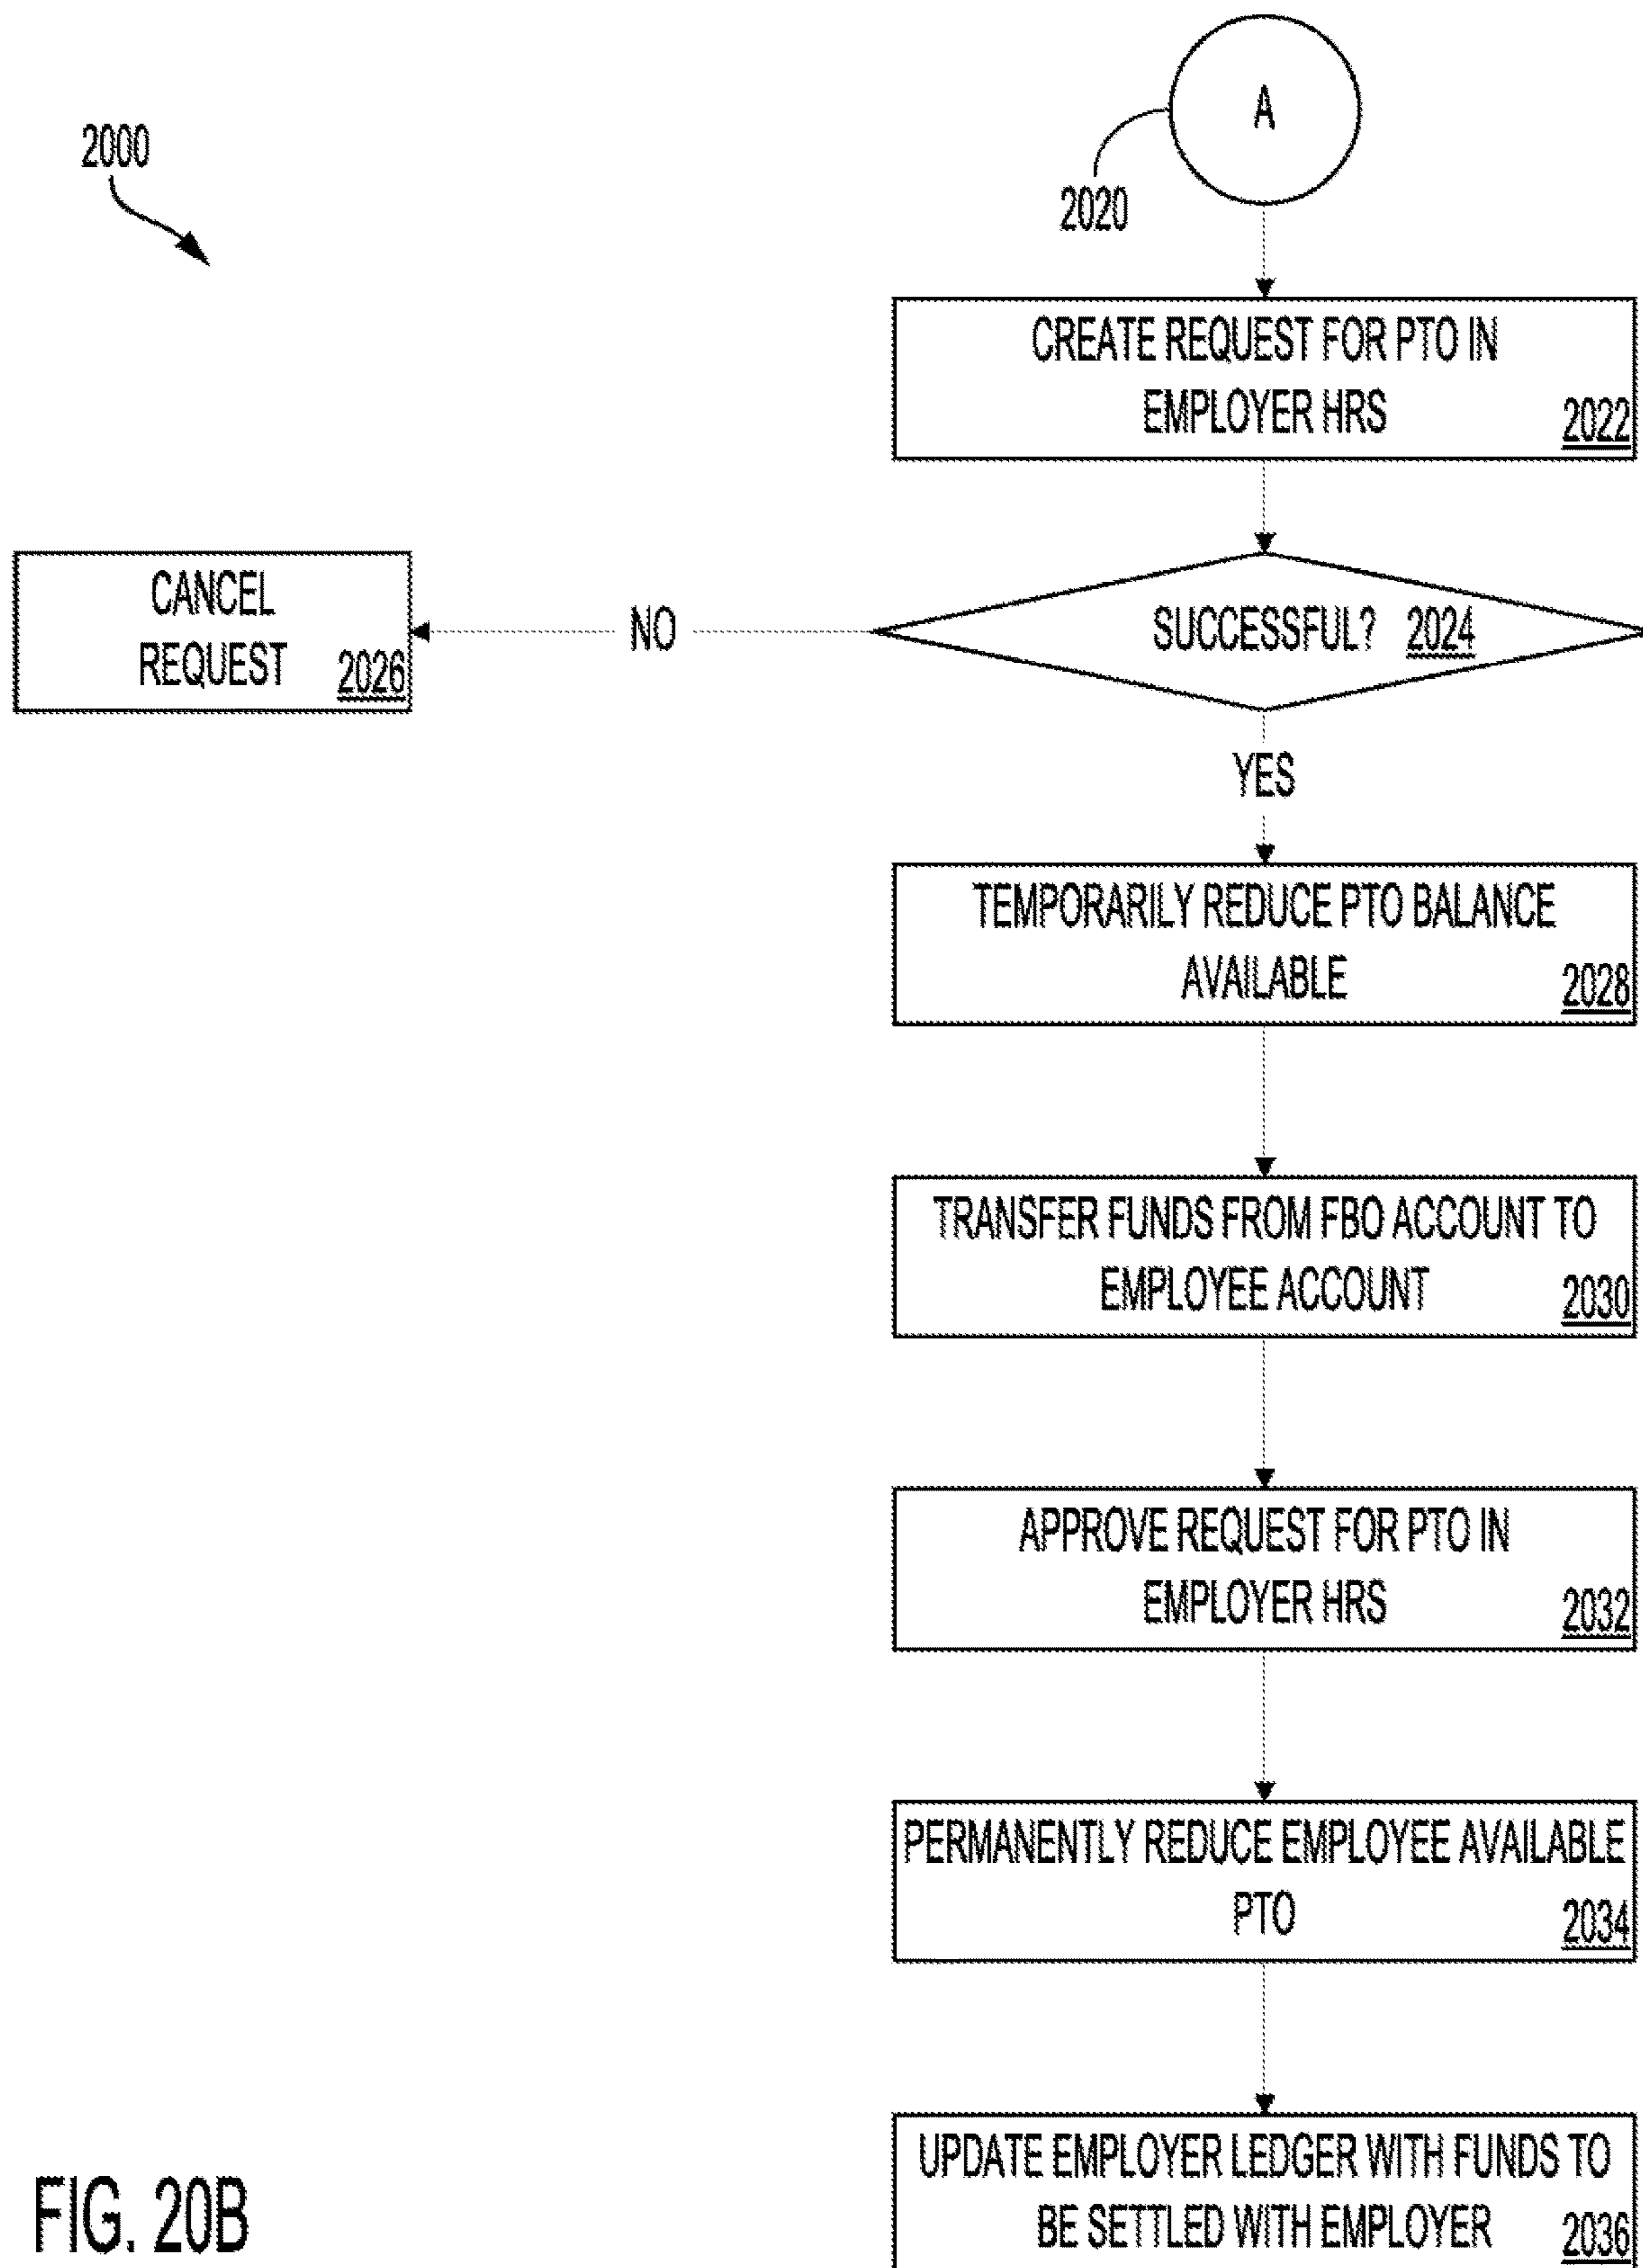 A
2000
2020
CREATE REQUEST FOR PTO IN
EMPLOYER HRS 2022
CANCEL
REQUEST 2026
NO
SUCCESSFUL? 2024
YES
TEMPORARILY REDUCE PTO BALANCE
AVAILABLE 2028
TRANSFER FUNDS FROM FBO ACCOUNT TO
EMPLOYEE ACCOUNT 2030
APPROVE REQUEST FOR PTO IN
EMPLOYER HRS 2032
PERMANENTLY REDUCE EMPLOYEE AVAILABLE
PTO 2034
UPDATE EMPLOYER LEDGER WITH FUNDS TO
BE SETTLED WITH EMPLOYER 2036
FIG. 20B